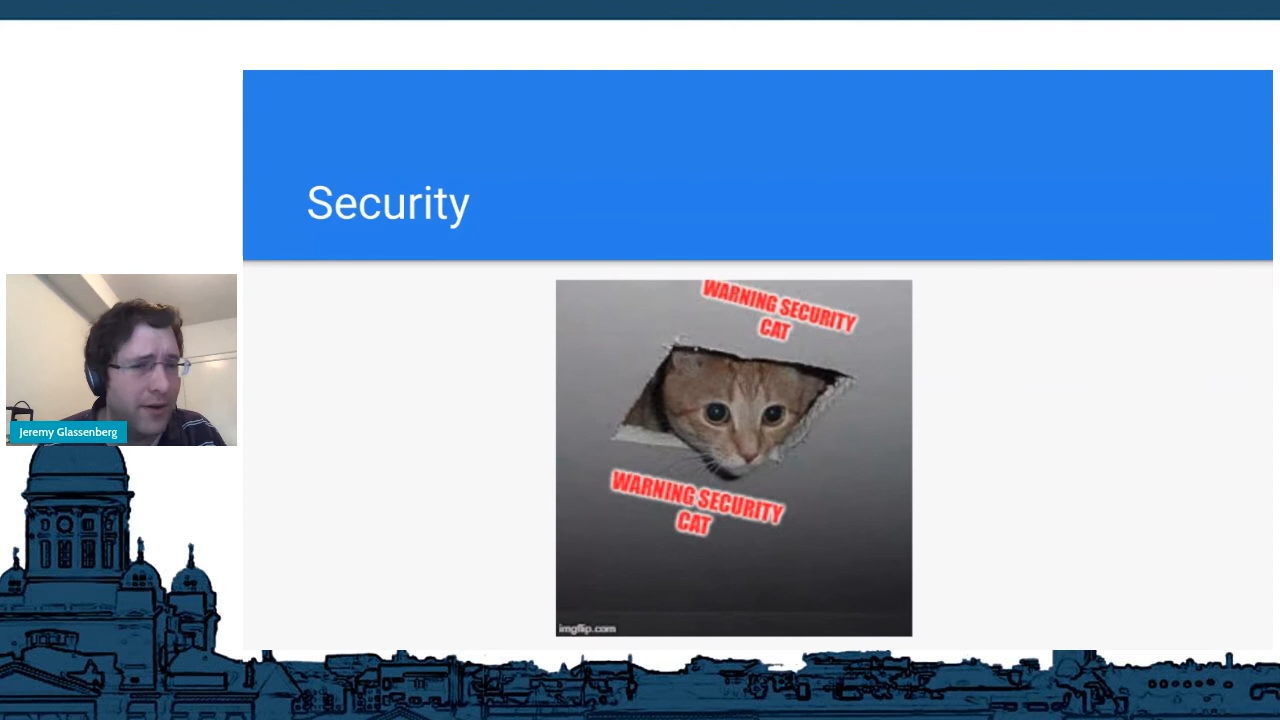 Security
WARNING SECURITY
CAT
Jeremy Glassenberg
WARNING SECURITY
CAT
imgflip.com